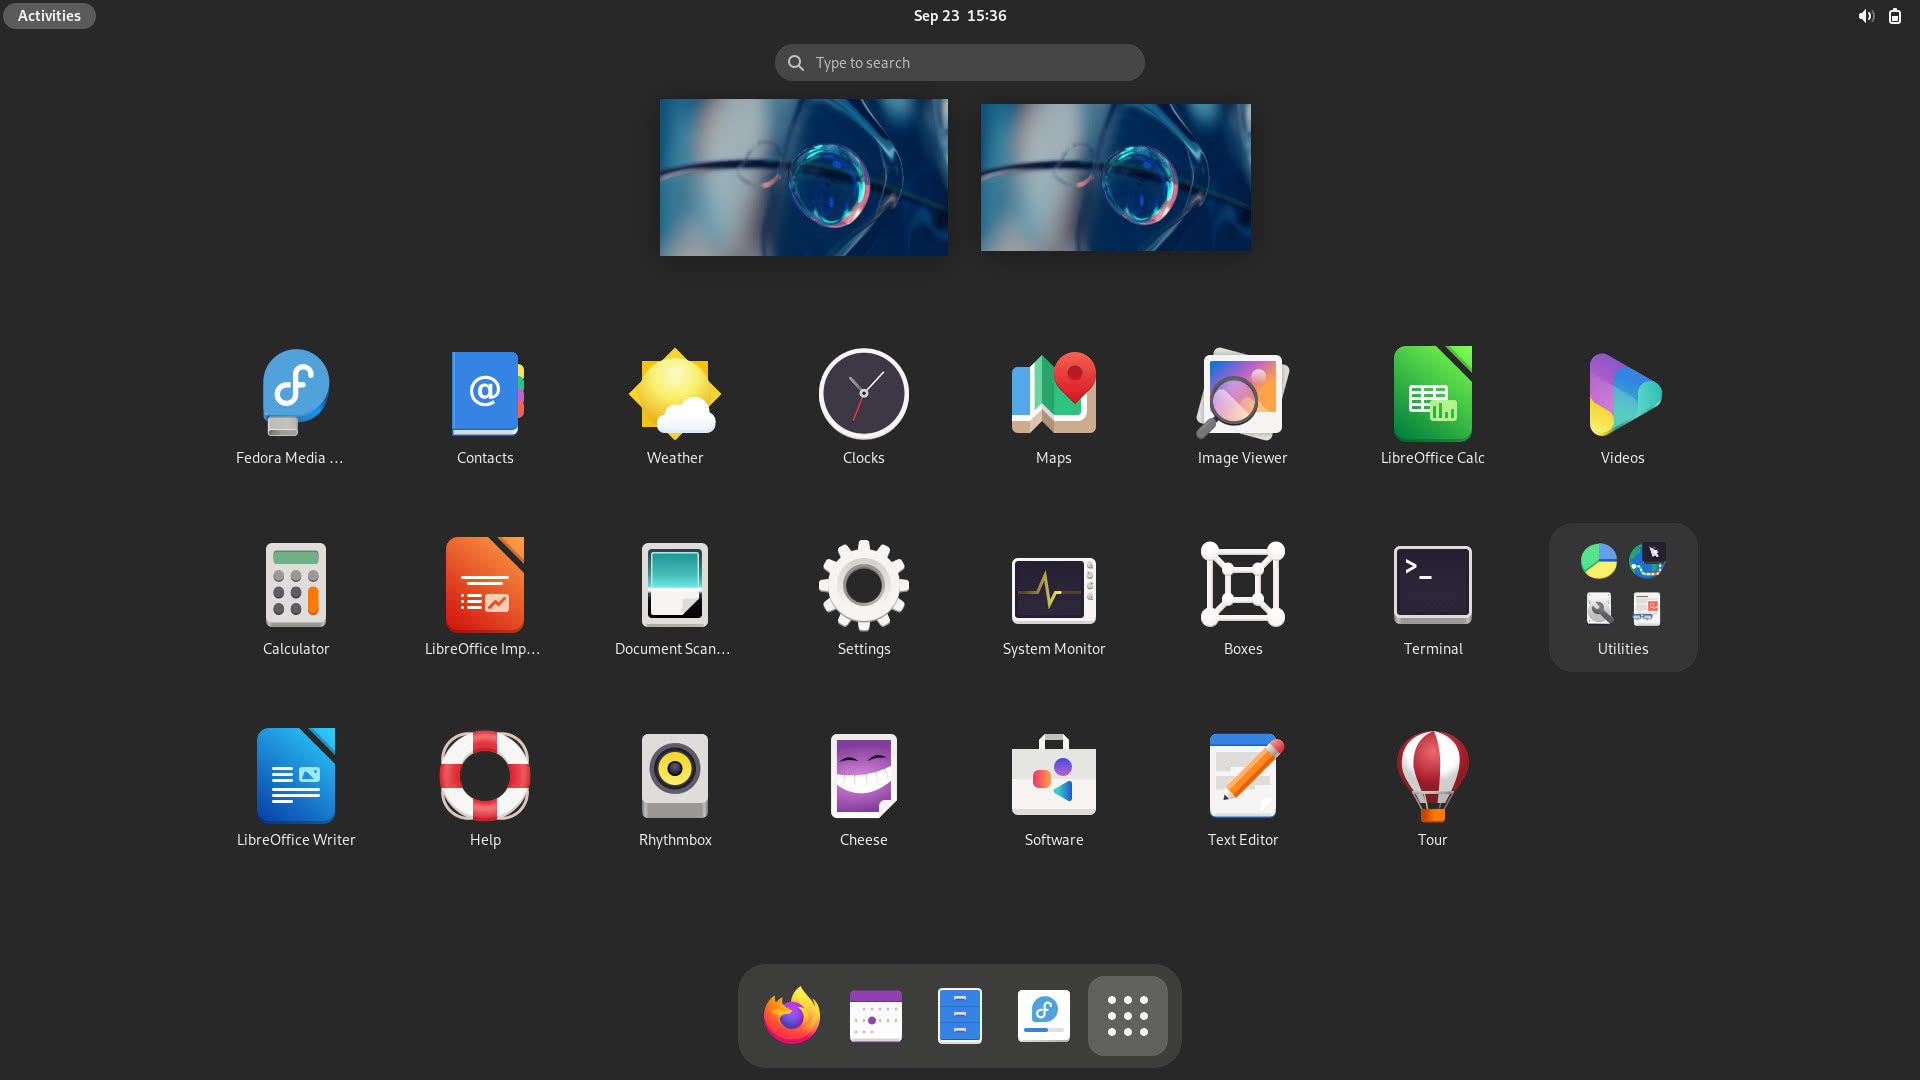 Activities
Sep 23 15:36
Type to search
Fedora Media ...
Contacts
Weather
Clocks
Maps
Image Viewer
LibreOffice Calc
Videos
Calculator
LibreOffice Imp...
Document Scan...
Settings
System Monitor
Boxes
Terminal
Utilities
LibreOffice Writer
Help
Rhythmbox
Cheese
Software
Text Editor
Tour